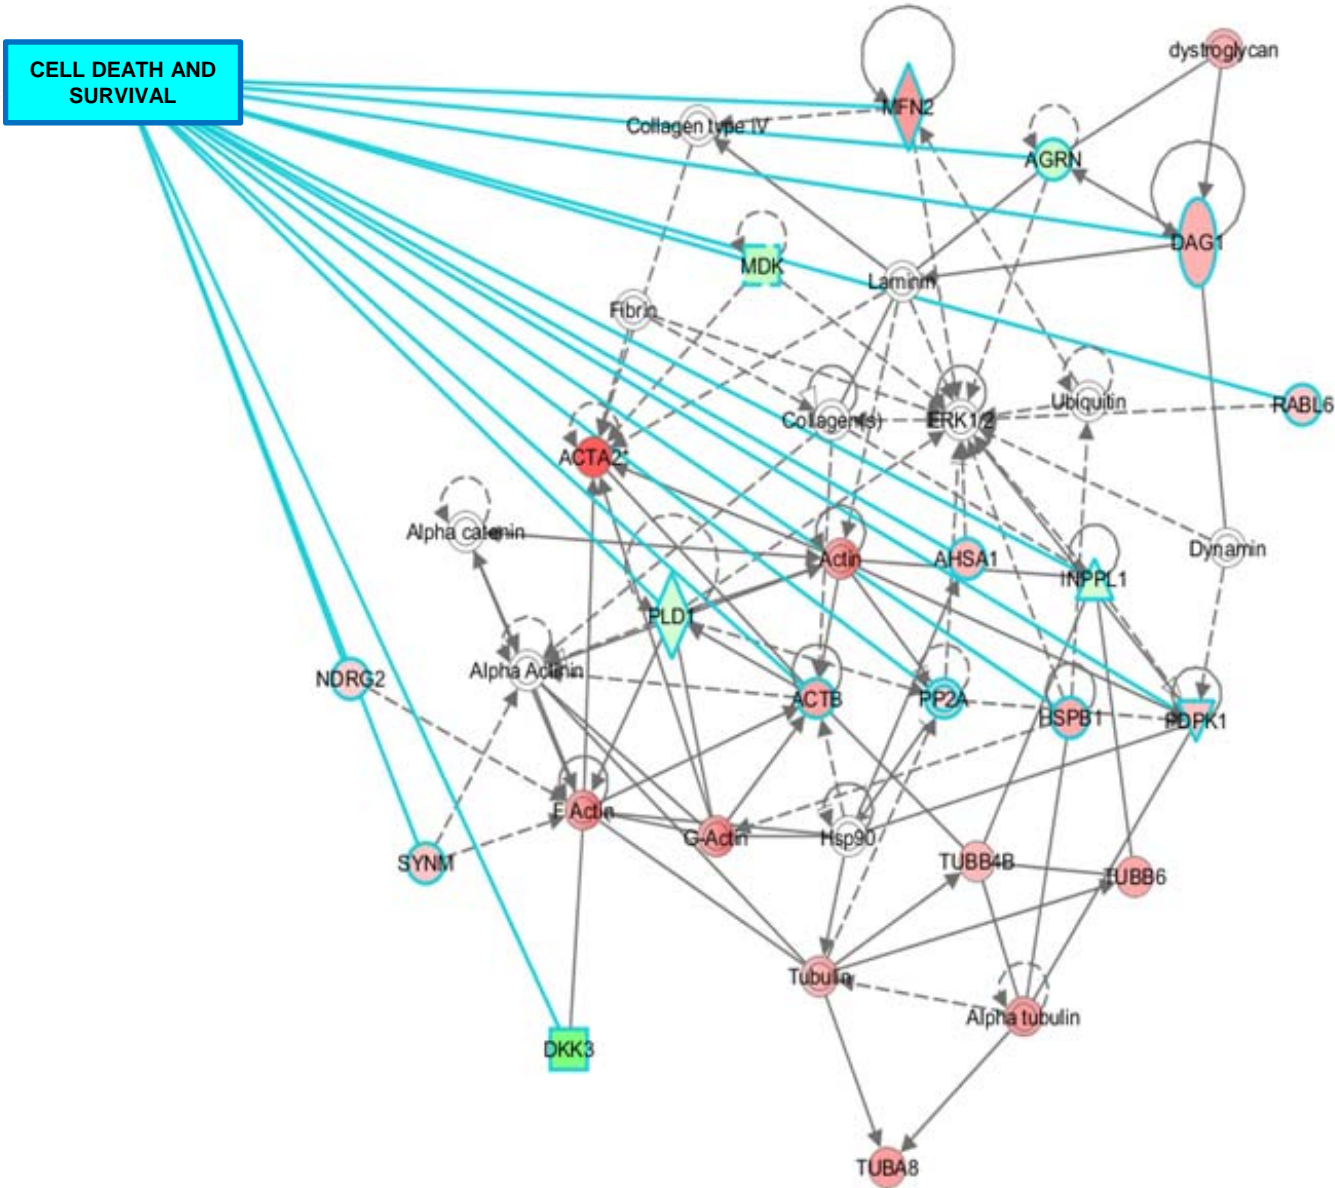 CELL DEATH AND
SURVIVAL
dystroglycan
MFN2
Collagen type IV
AGRN
DAG1
MDK
Laminin
Fibrin
Ubiquitin
RABL6
Collagen(s)
ERK1/2
ACTA2*
Alpha catenin
Actin
AHSA1
Dynamin
INPPL1
PLD1
Alpha Actinin
NDRG2
ACTB
PP2A
HSPB1
PDPK1
F Actin
G-Actin
Hsp90
SYNM
TUBB4B
TUBB6
Tubulin
Alpha tubulin
DKK3
TUBA8